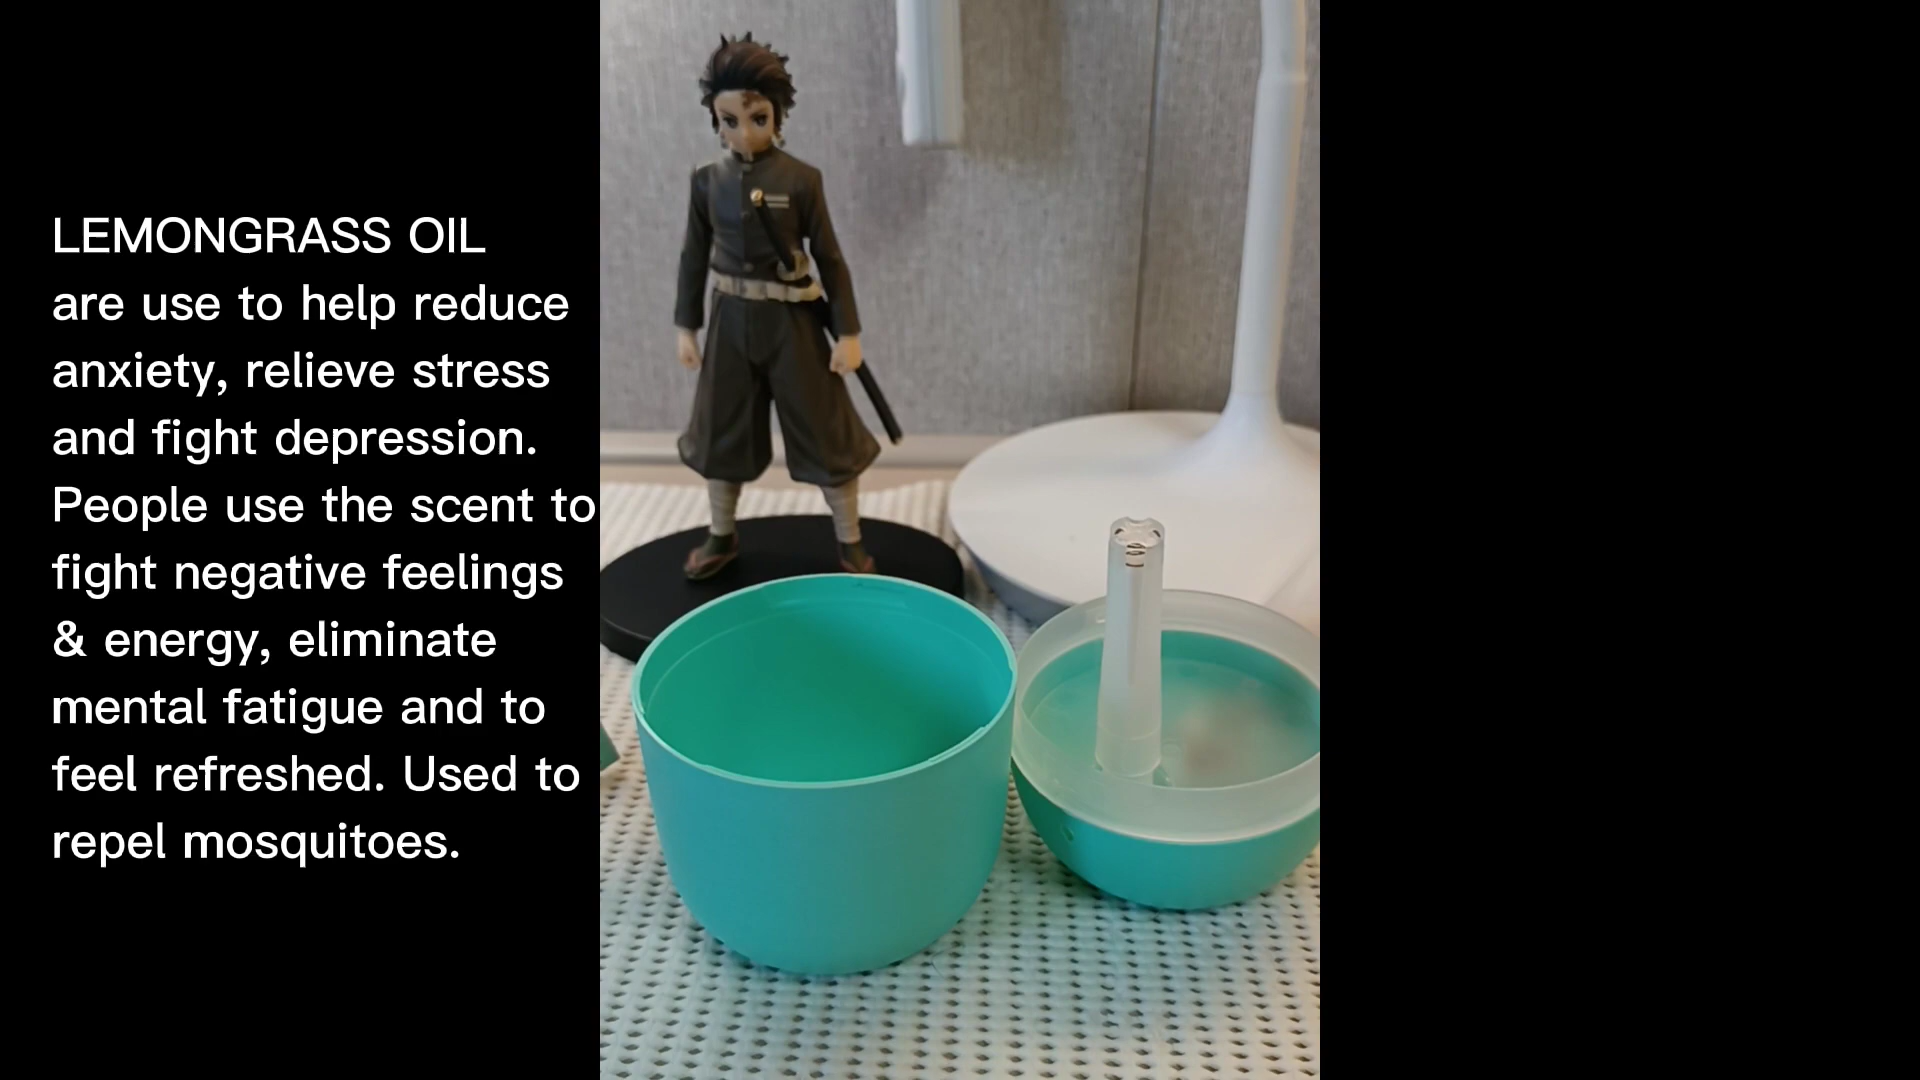 LEMONGRASS OIL
are use to help reduce
anxiety, relieve stress
and fight depression.
People use the scent to
fight negative feelings
& energy, eliminate
mental fatigue and to
feel refreshed. Used to
repel mosquitoes.